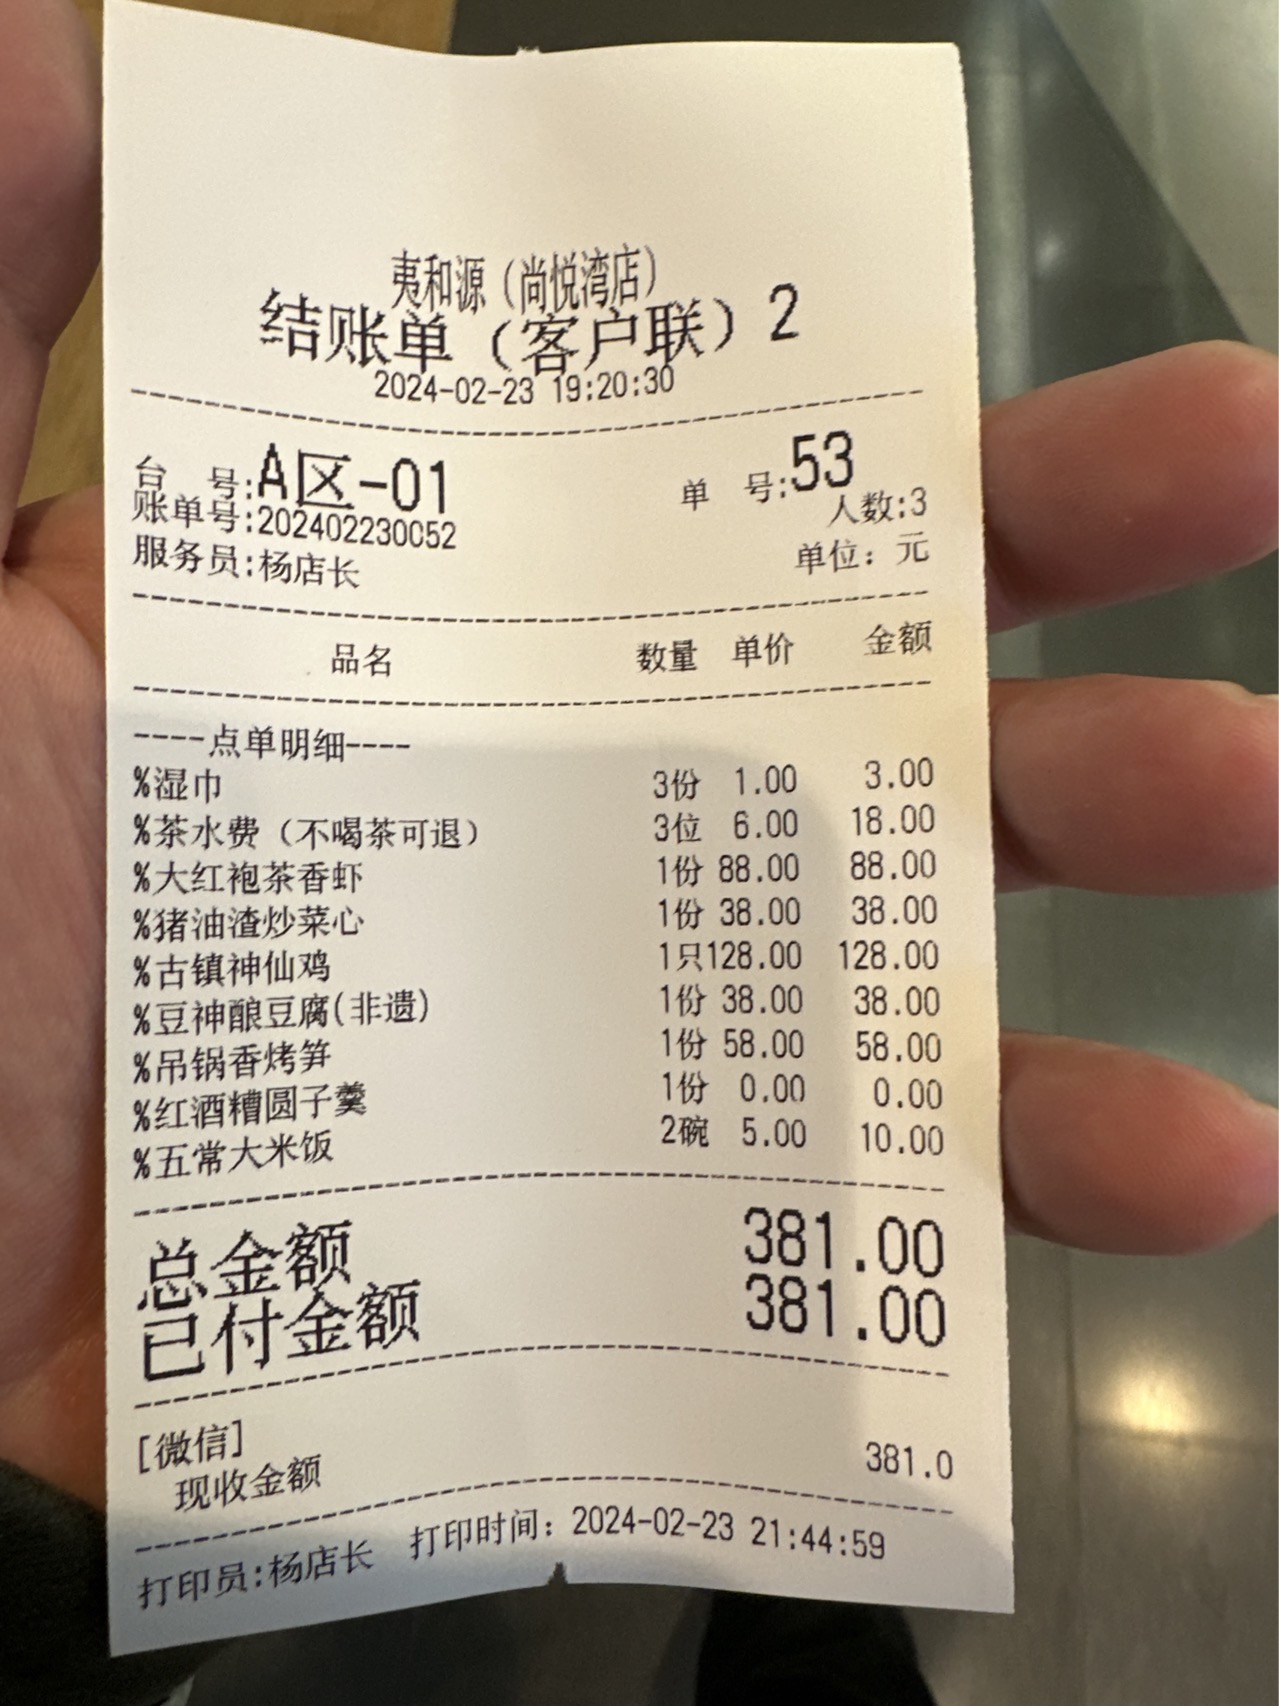 夷和源（尚悦湾店）
结账单（客户联）2
2024-02-23 19:20:30
台 号:A区-01 单 号:53
账单号:202402230052 人数:3
服务员:杨店长 单位：元
品名 数量 单价 金额
----点单明细----
%湿巾 3份 1.00 3.00
%茶水费（不喝茶可退） 3位 6.00 18.00
%大红袍茶香虾 1份 88.00 88.00
%猪油渣炒菜心 1份 38.00 38.00
%古镇神仙鸡 1只128.00 128.00
%豆神酿豆腐(非遗) 1份 38.00 38.00
%吊锅香烤笋 1份 58.00 58.00
%红酒糟圆子羹 1份 0.00 0.00
%五常大米饭 2碗 5.00 10.00
总金额 381.00
已付金额 381.00
[微信]
现收金额 381.0
打印员:杨店长 打印时间：2024-02-23 21:44:59